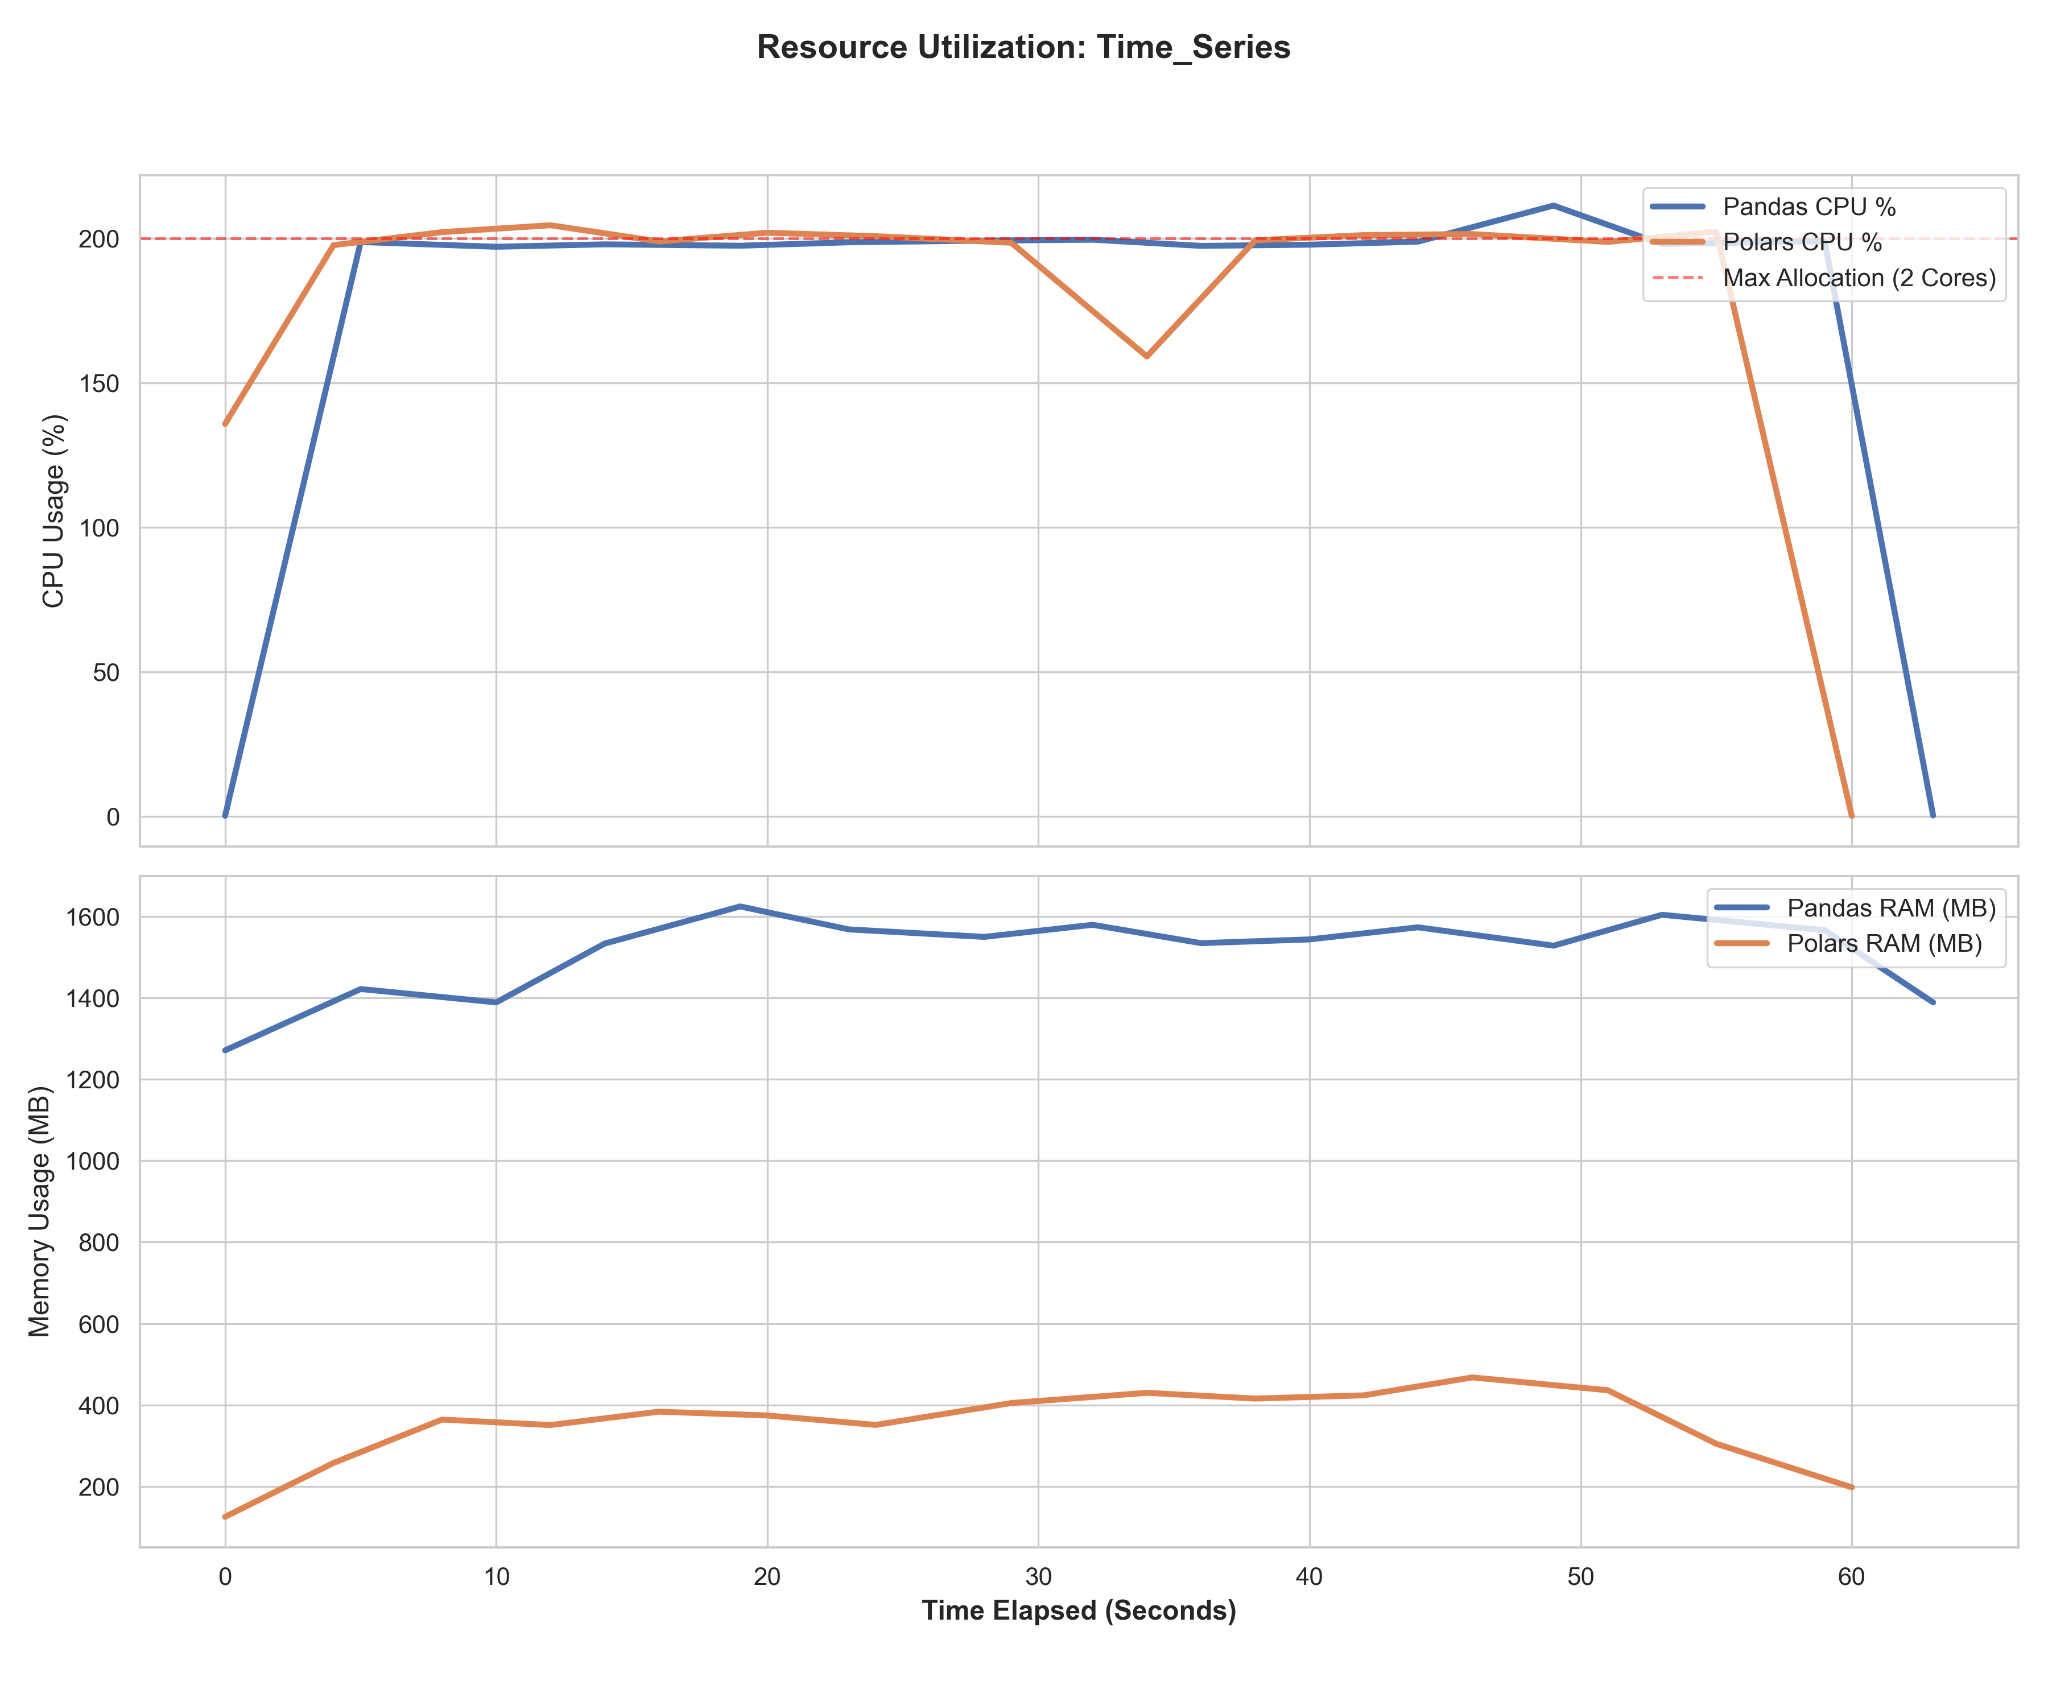 Resource Utilization: Time_Series
Pandas CPU %
Polars CPU %
Max Allocation (2 Cores)
CPU Usage (%)
200
150
100
50
0
Pandas RAM (MB)
Polars RAM (MB)
Memory Usage (MB)
1600
1400
1200
1000
800
600
400
200
0 10 20 30 40 50 60
Time Elapsed (Seconds)